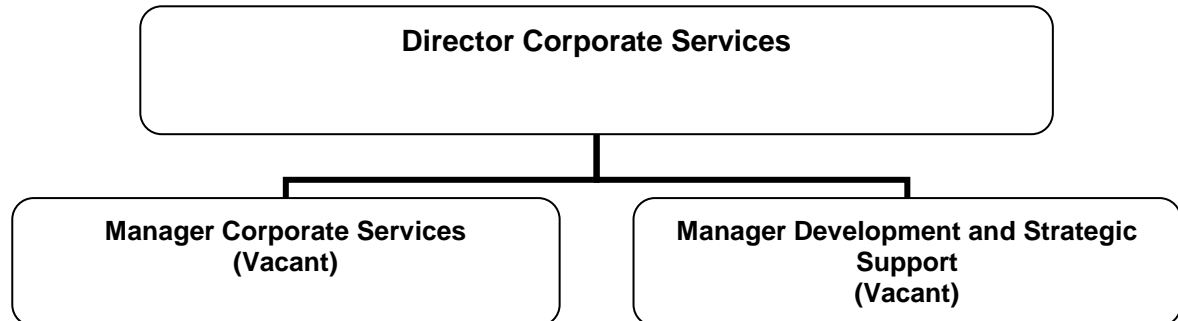 Director Corporate Services
Manager Corporate Services
(Vacant)
Manager Development and Strategic
Support
(Vacant)